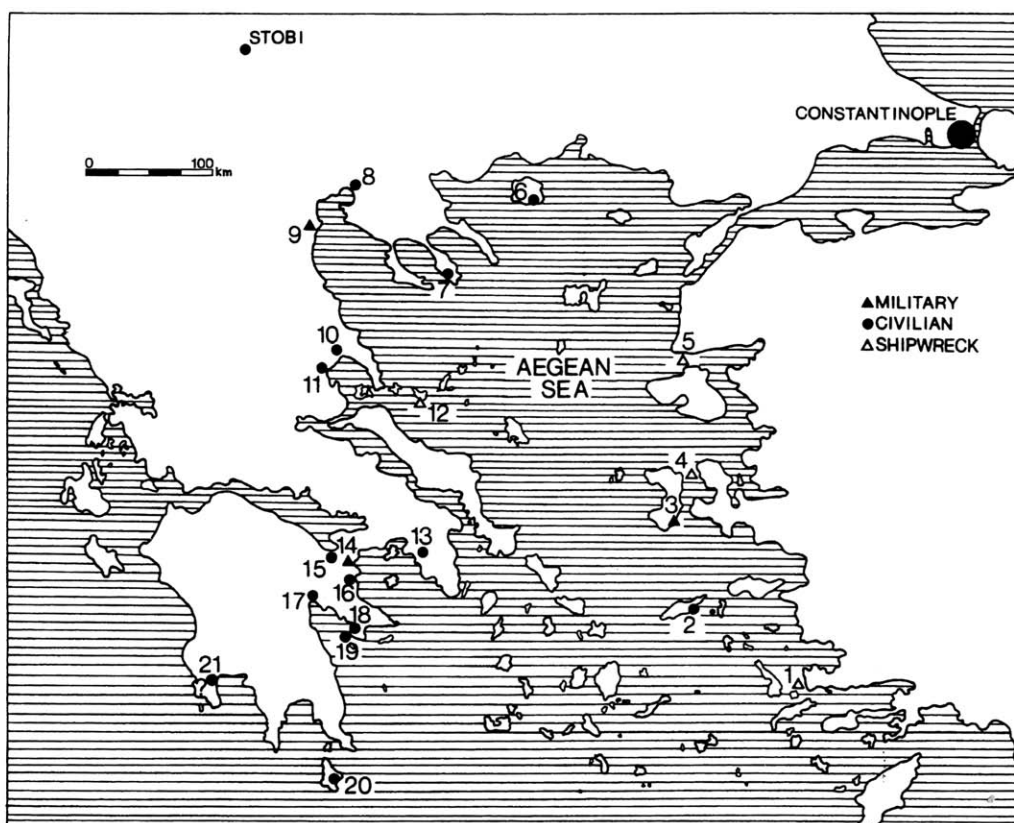 STOBI
CONSTANTINOPLE
0 100
km
8
6
9
7
▲MILITARY
●CIVILIAN
△SHIPWRECK
10
5
AEGEAN
SEA
11
12
4
3
13
14
15
16
17
2
18
19
21
1
20